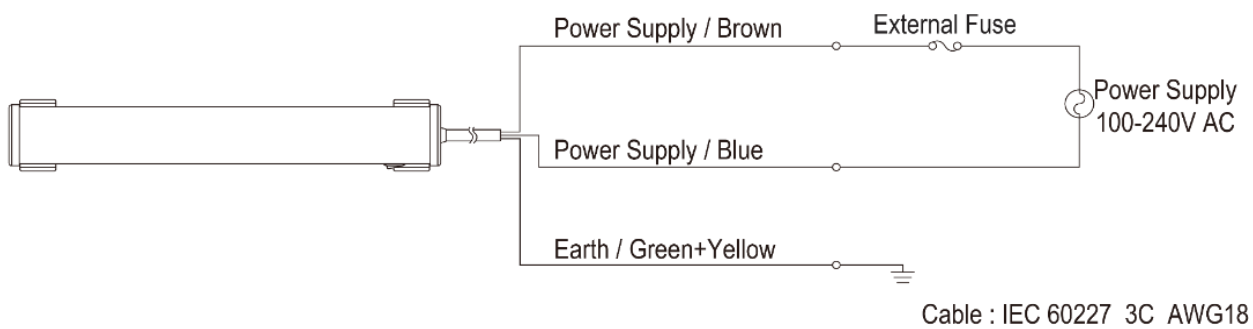 Power Supply / Brown
External Fuse
Power Supply
100-240V AC
Power Supply / Blue
Earth / Green+Yellow
Cable : IEC 60227 3C AWG18